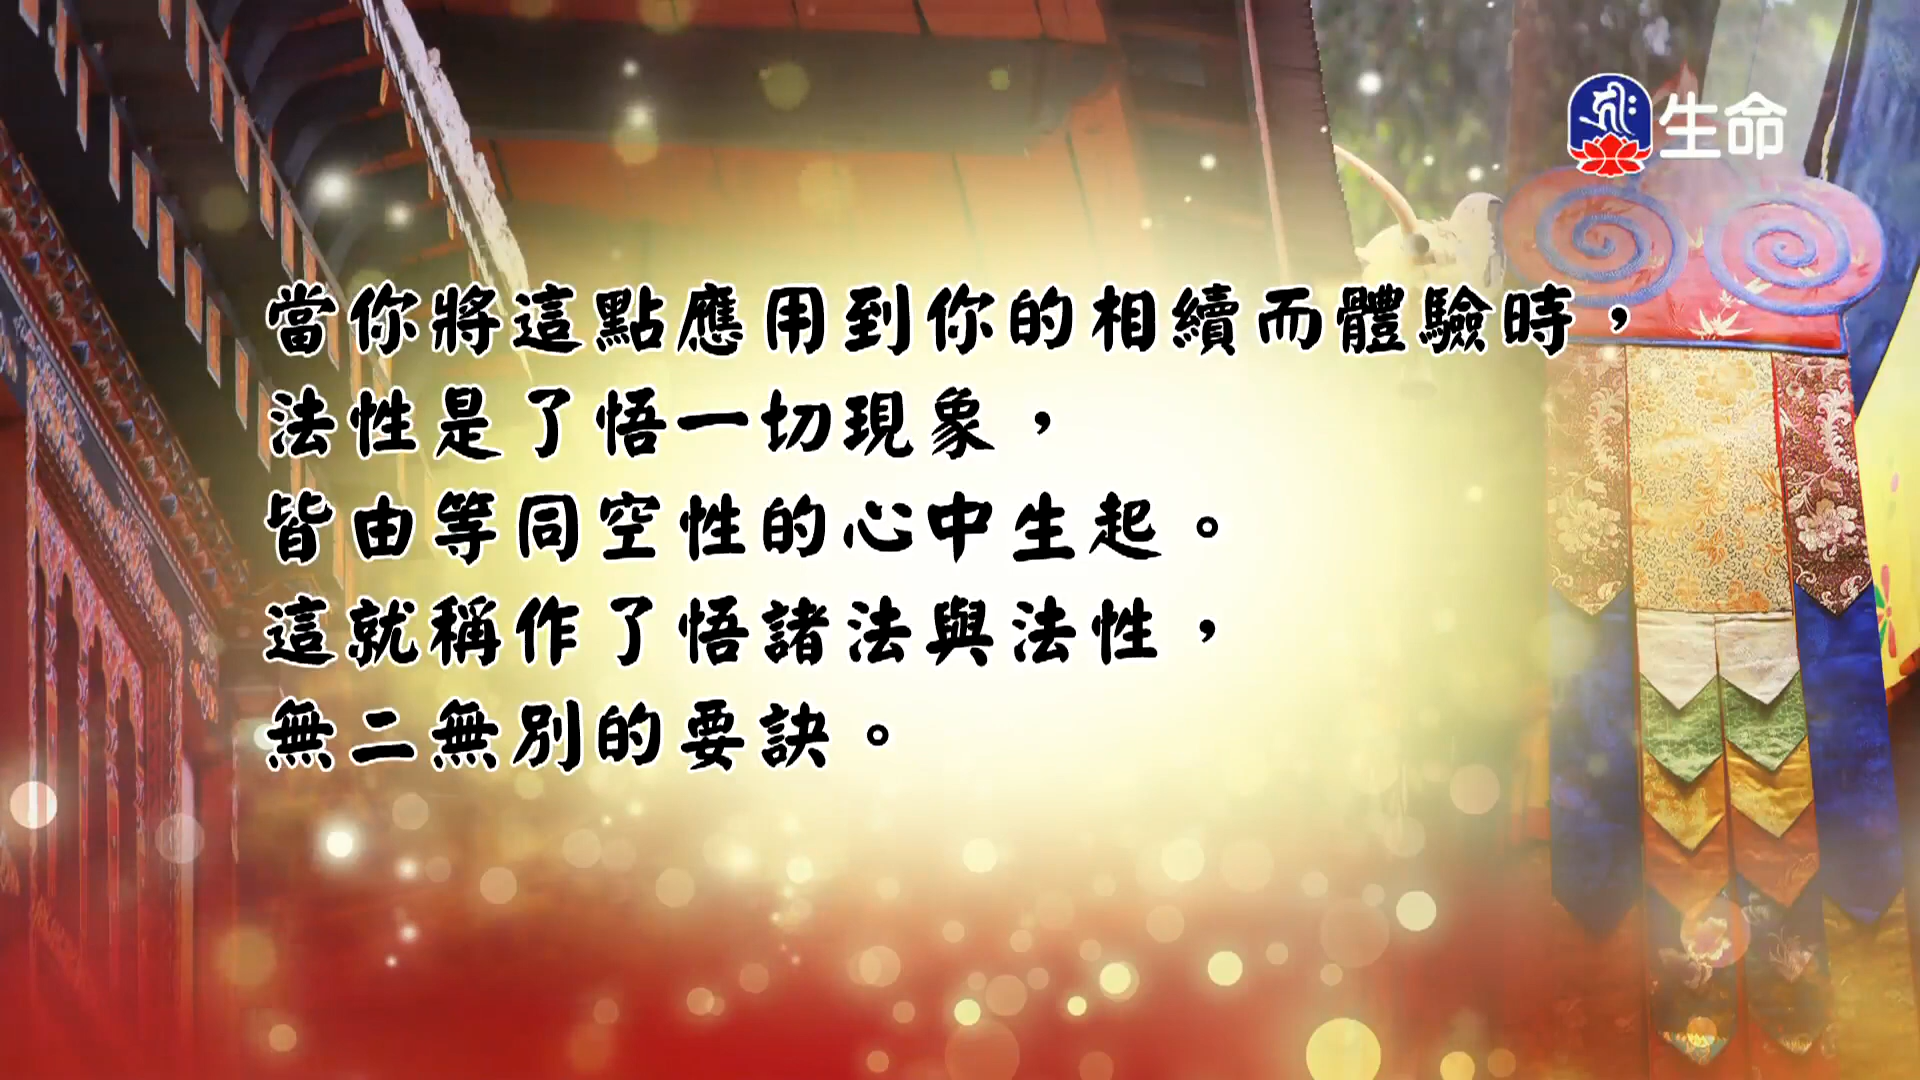 生命
當你將這點應用到你的相續而體驗時，
法性是了悟一切現象，
皆由等同空性的心中生起。
這就稱作了悟諸法與法性，
無二無別的要訣。